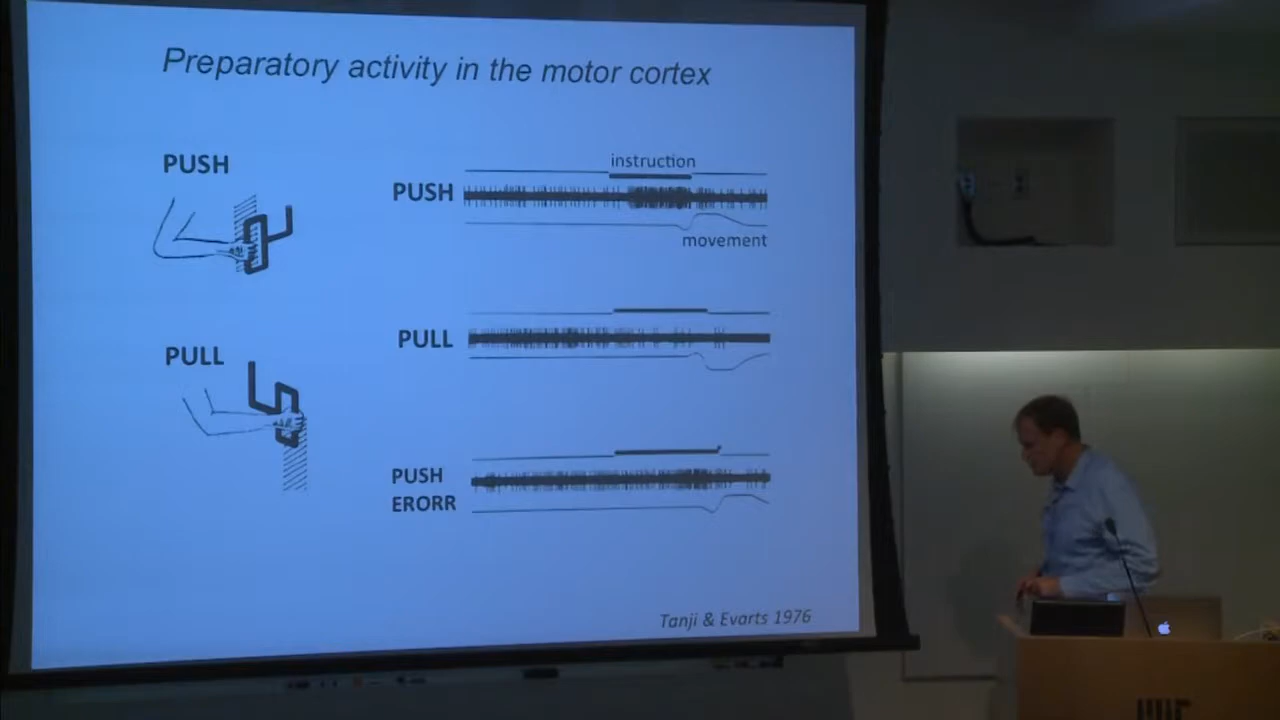 Preparatory activity in the motor cortex
PUSH
instruction
PUSH
movement
PULL
PULL
PUSH
ERORR
Tanji & Evarts 1976